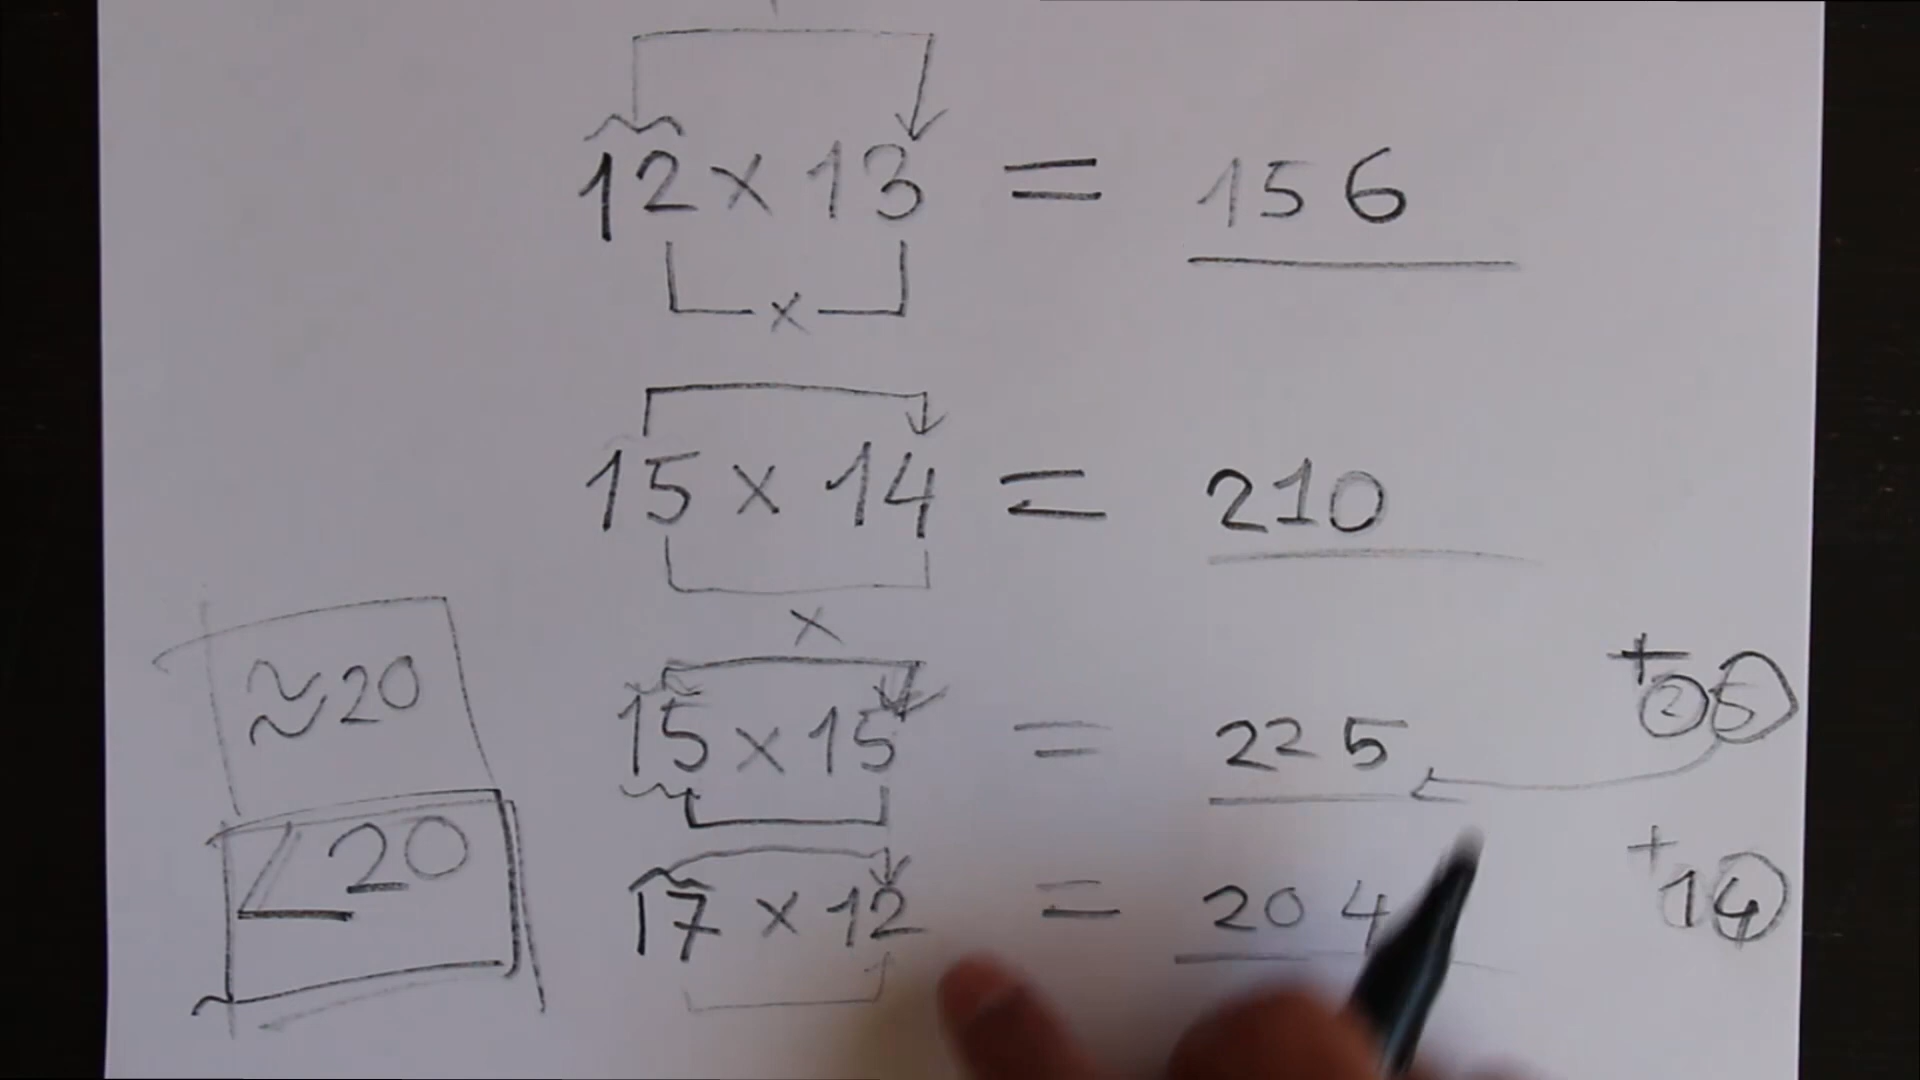 12 x 13 = 156
x
15 x 14 = 210
x
≈20
15 x 15 = 225
+25
∠20
17 x 12 = 204
+14